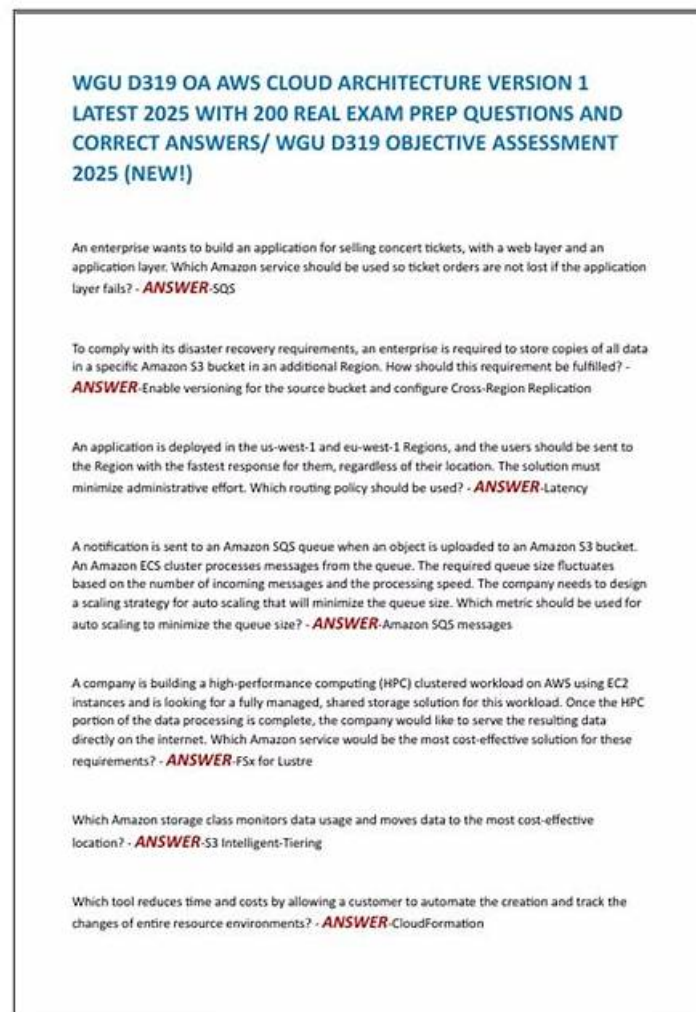 WGU D319 OA AWS CLOUD ARCHITECTURE VERSION 1
LATEST 2025 WITH 200 REAL EXAM PREP QUESTIONS AND
CORRECT ANSWERS/ WGU D319 OBJECTIVE ASSESSMENT
2025 (NEW!)
An enterprise wants to build an application for selling concert tickets, with a web layer and an
application layer. Which Amazon service should be used so ticket orders are not lost if the application
layer fails? - ANSWER-SQS
To comply with its disaster recovery requirements, an enterprise is required to store copies of all data
in a specific Amazon S3 bucket in an additional Region. How should this requirement be fulfilled? -
ANSWER-Enable versioning for the source bucket and configure Cross-Region Replication
An application is deployed in the us-west-1 and eu-west-1 Regions, and the users should be sent to
the Region with the fastest response for them, regardless of their location. The solution must
minimize administrative effort. Which routing policy should be used? - ANSWER-Latency
A notification is sent to an Amazon SQS queue when an object is uploaded to an Amazon S3 bucket.
An Amazon ECS cluster processes messages from the queue. The required queue size fluctuates
based on the number of incoming messages and the processing speed. The company needs to design
a scaling strategy for auto scaling that will minimize the queue size. Which metric should be used for
auto scaling to minimize the queue size? - ANSWER-Amazon SQS messages
A company is building a high-performance computing (HPC) clustered workload on AWS using EC2
instances and is looking for a fully managed, shared storage solution for this workload. Once the HPC
portion of the data processing is complete, the company would like to serve the resulting data
directly on the internet. Which Amazon service would be the most cost-effective solution for these
requirements? - ANSWER-FSx for Lustre
Which Amazon storage class monitors data usage and moves data to the most cost-effective
location? - ANSWER-S3 Intelligent-Tiering
Which tool reduces time and costs by allowing a customer to automate the creation and track the
changes of entire resource environments? - ANSWER-CloudFormation